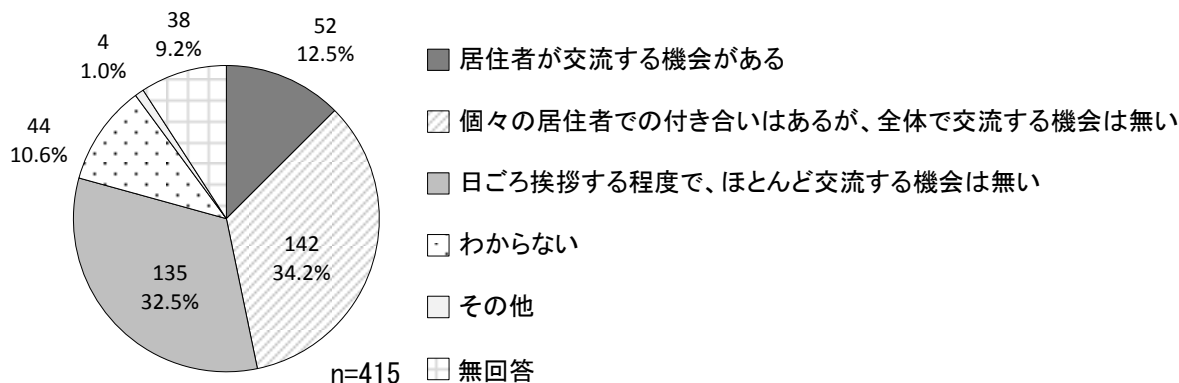 52
12.5%
142
34.2%
135
32.5%
44
10.6%
4
1.0%
38
9.2%
n=415
居住者が交流する機会がある
個々の居住者での付き合いはあるが、全体で交流する機会は無い
日ごろ挨拶する程度で、ほとんど交流する機会は無い
わからない
その他
無回答